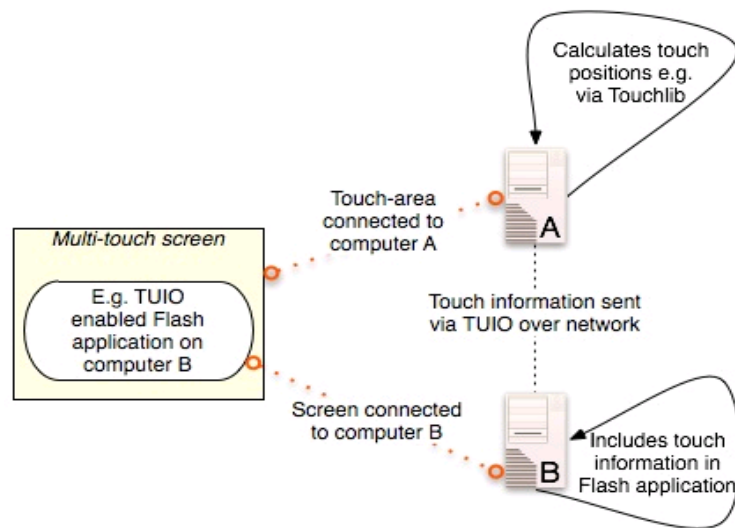 Calculates touch
positions e.g.
via Touchlib
A
Touch-area
connected to
computer A
Multi-touch screen
E.g. TUIO
enabled Flash
application on
computer B
Touch information sent
via TUIO over network
Screen connected
to computer B
B
Includes touch
information in
Flash application